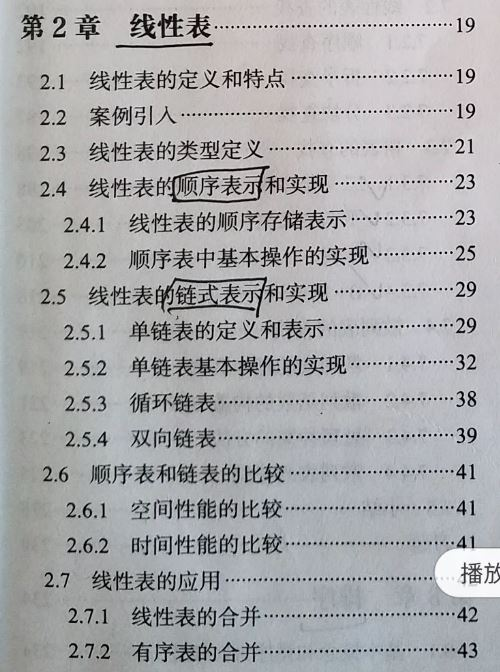 第2章 线性表……………………19
2.1 线性表的定义和特点……………………19
2.2 案例引入……………………19
2.3 线性表的类型定义……………………21
2.4 线性表的顺序表示和实现……………………23
2.4.1 线性表的顺序存储表示……………………23
2.4.2 顺序表中基本操作的实现……………………25
2.5 线性表的链式表示和实现……………………29
2.5.1 单链表的定义和表示……………………29
2.5.2 单链表基本操作的实现……………………32
2.5.3 循环链表……………………38
2.5.4 双向链表……………………39
2.6 顺序表和链表的比较……………………41
2.6.1 空间性能的比较……………………41
2.6.2 时间性能的比较……………………41
2.7 线性表的应用……………………
播放
2.7.1 线性表的合并……………………42
2.7.2 有序表的合并……………………43